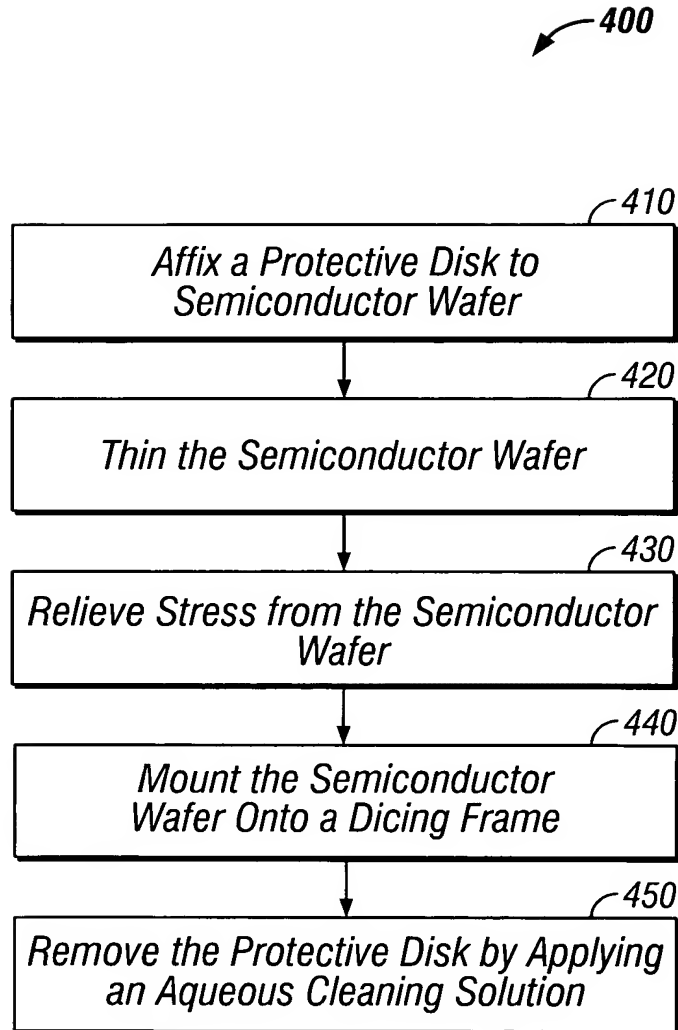 400
410
Affix a Protective Disk to
Semiconductor Wafer
420
Thin the Semiconductor Wafer
430
Relieve Stress from the Semiconductor
Wafer
440
Mount the Semiconductor
Wafer Onto a Dicing Frame
450
Remove the Protective Disk by Applying
an Aqueous Cleaning Solution